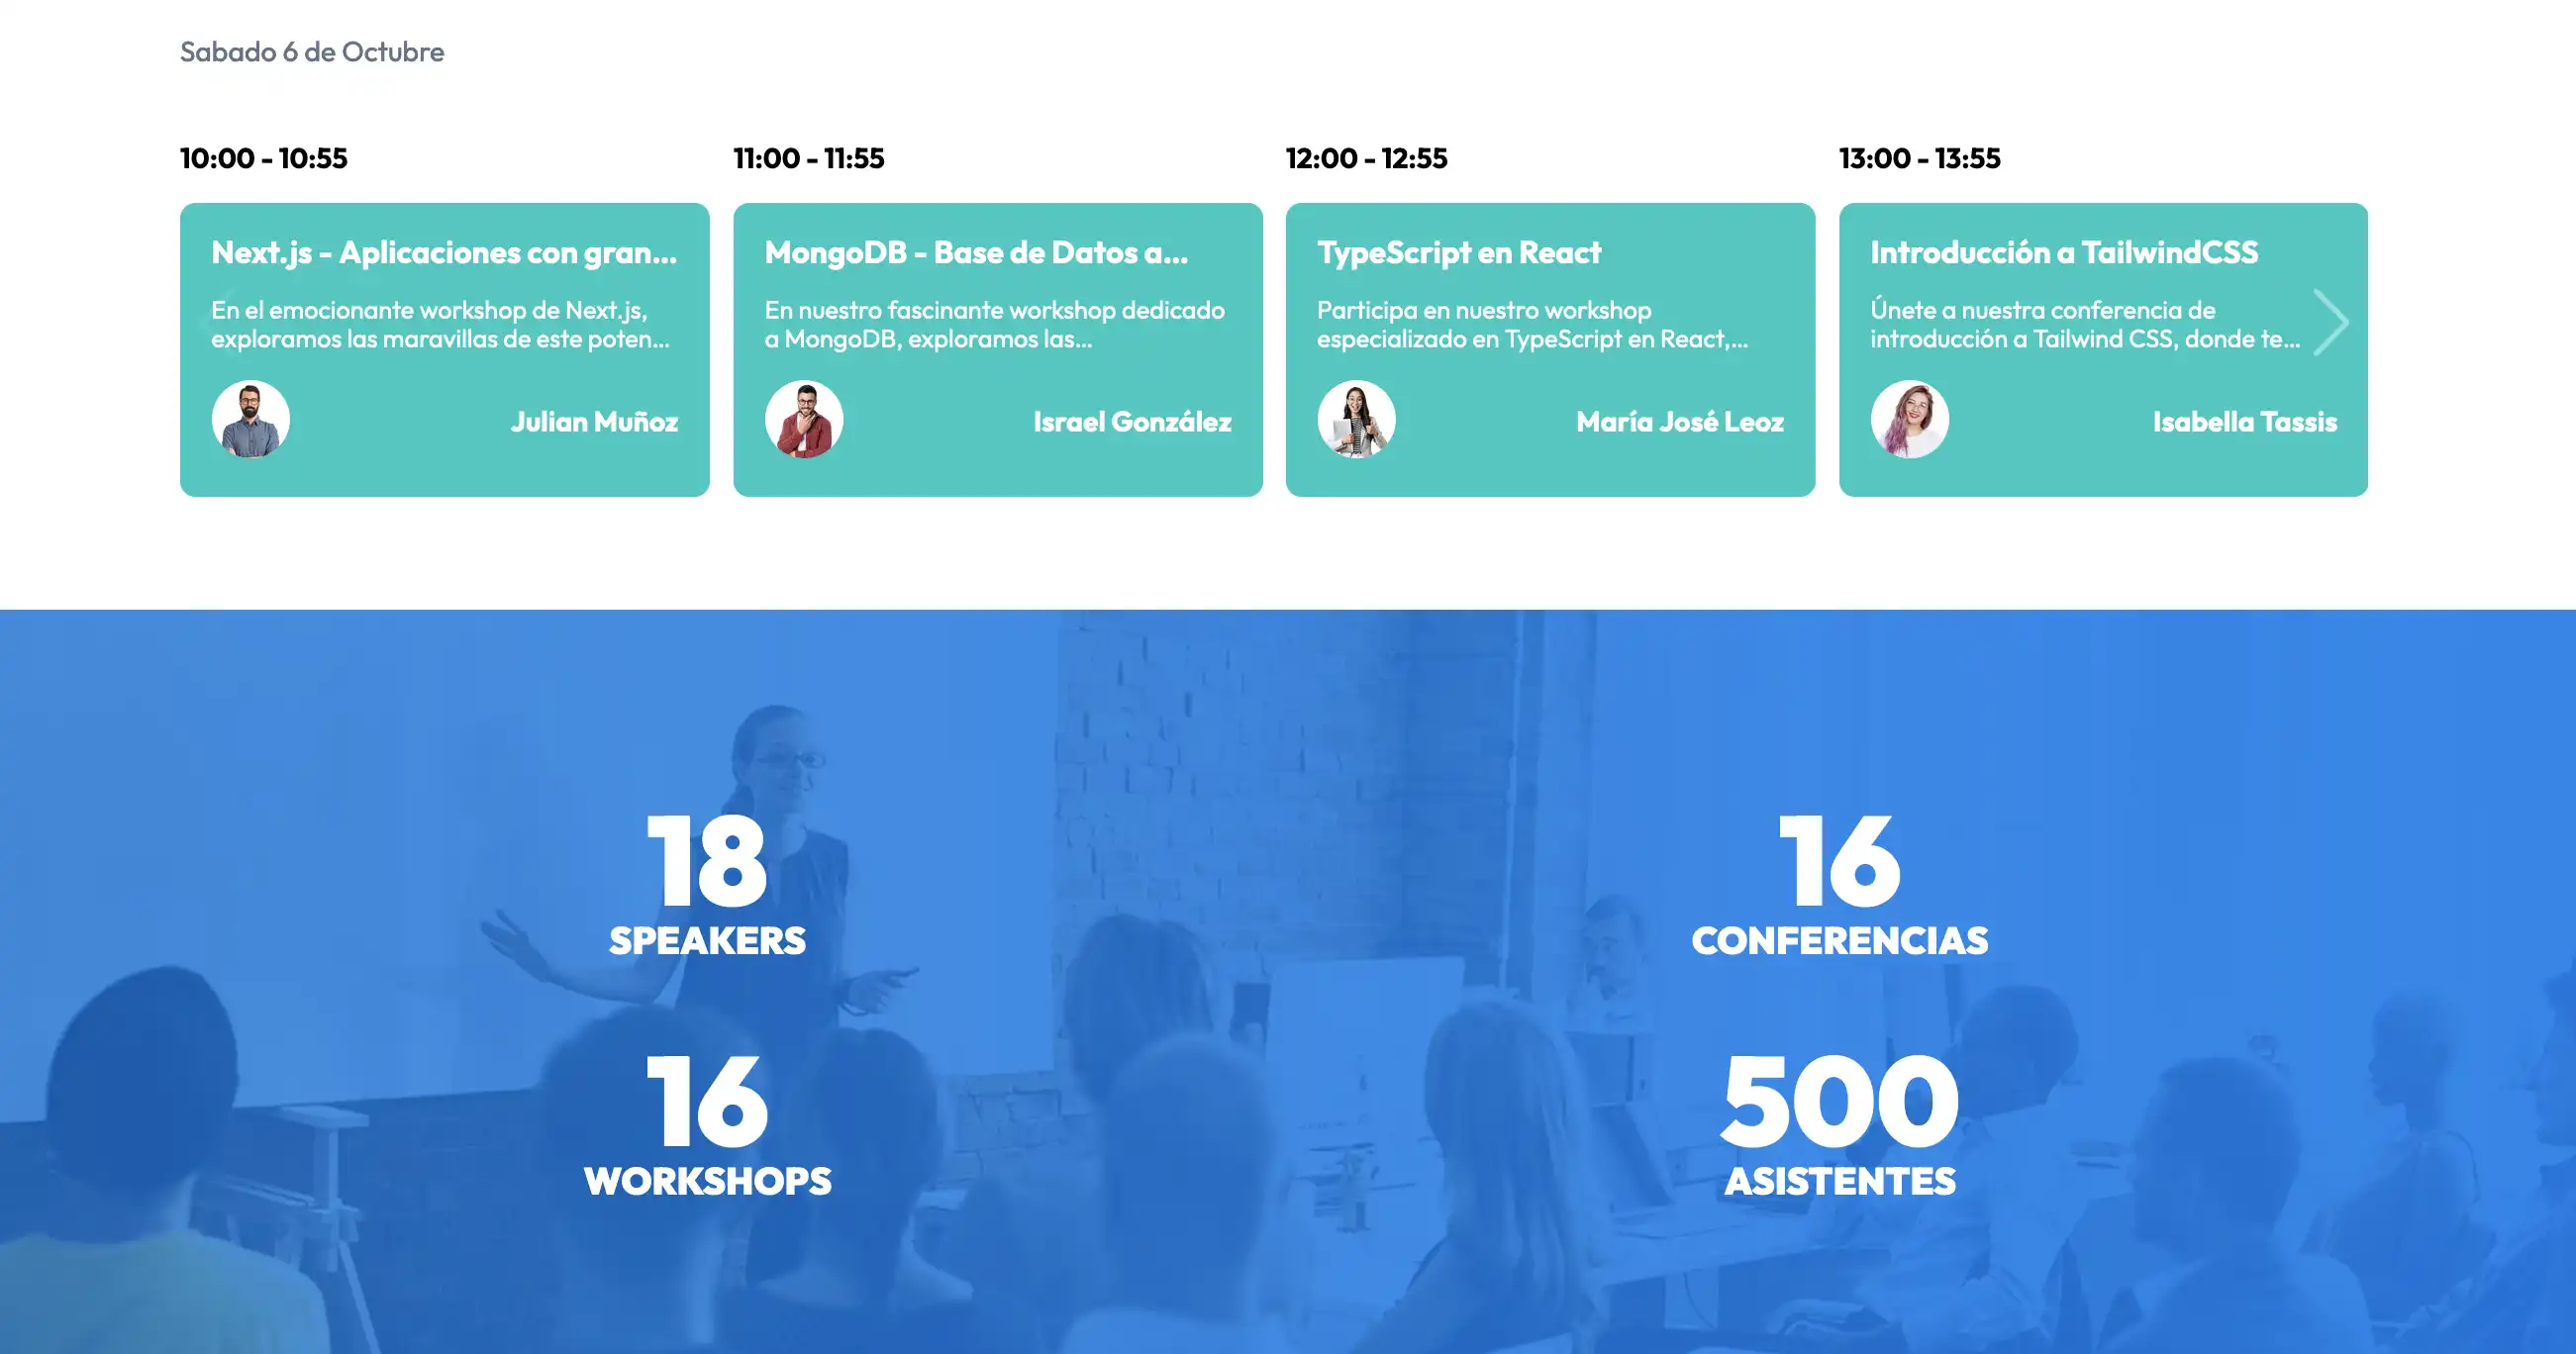 Sabado 6 de Octubre
10:00 - 10:55
11:00 - 11:55
12:00 - 12:55
13:00 - 13:55
Next.js - Aplicaciones con gran...
En el emocionante workshop de Next.js,
exploramos las maravillas de este poten...
Julian Muñoz
MongoDB - Base de Datos a...
En nuestro fascinante workshop dedicado
a MongoDB, exploramos las...
Israel González
TypeScript en React
Participa en nuestro workshop
especializado en TypeScript en React,...
María José Leoz
Introducción a TailwindCSS
Únete a nuestra conferencia de
introducción a Tailwind CSS, donde te...
Isabella Tassis
18
SPEAKERS
16
CONFERENCIAS
16
WORKSHOPS
500
ASISTENTES